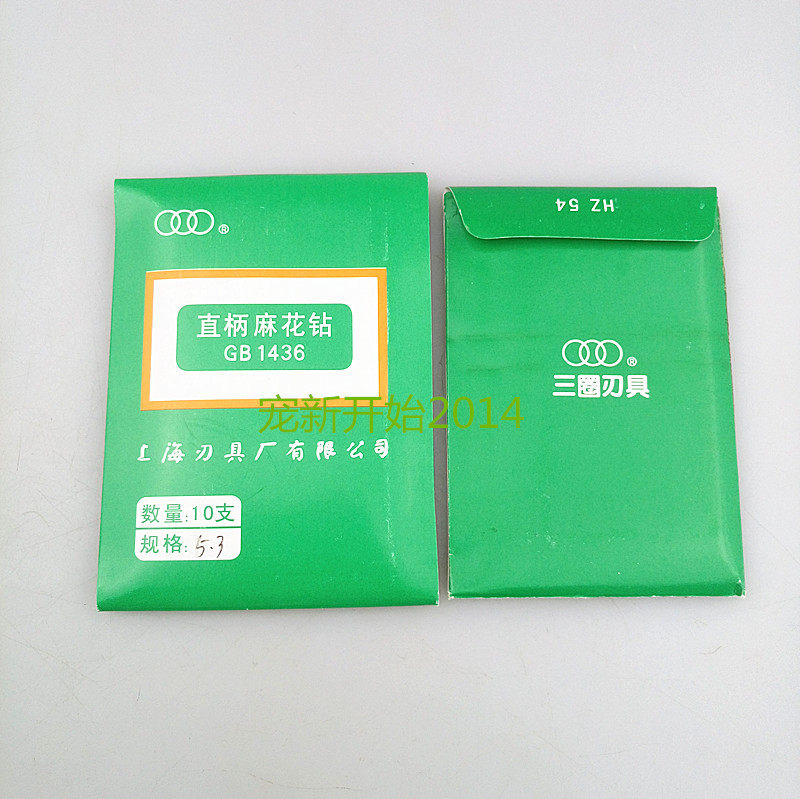 ®
直柄麻花钻
GB 1436
上海刃具厂有限公司
数量:10支
规格:5.3
HZ 54
®
三圈刃具
宠新开始2014